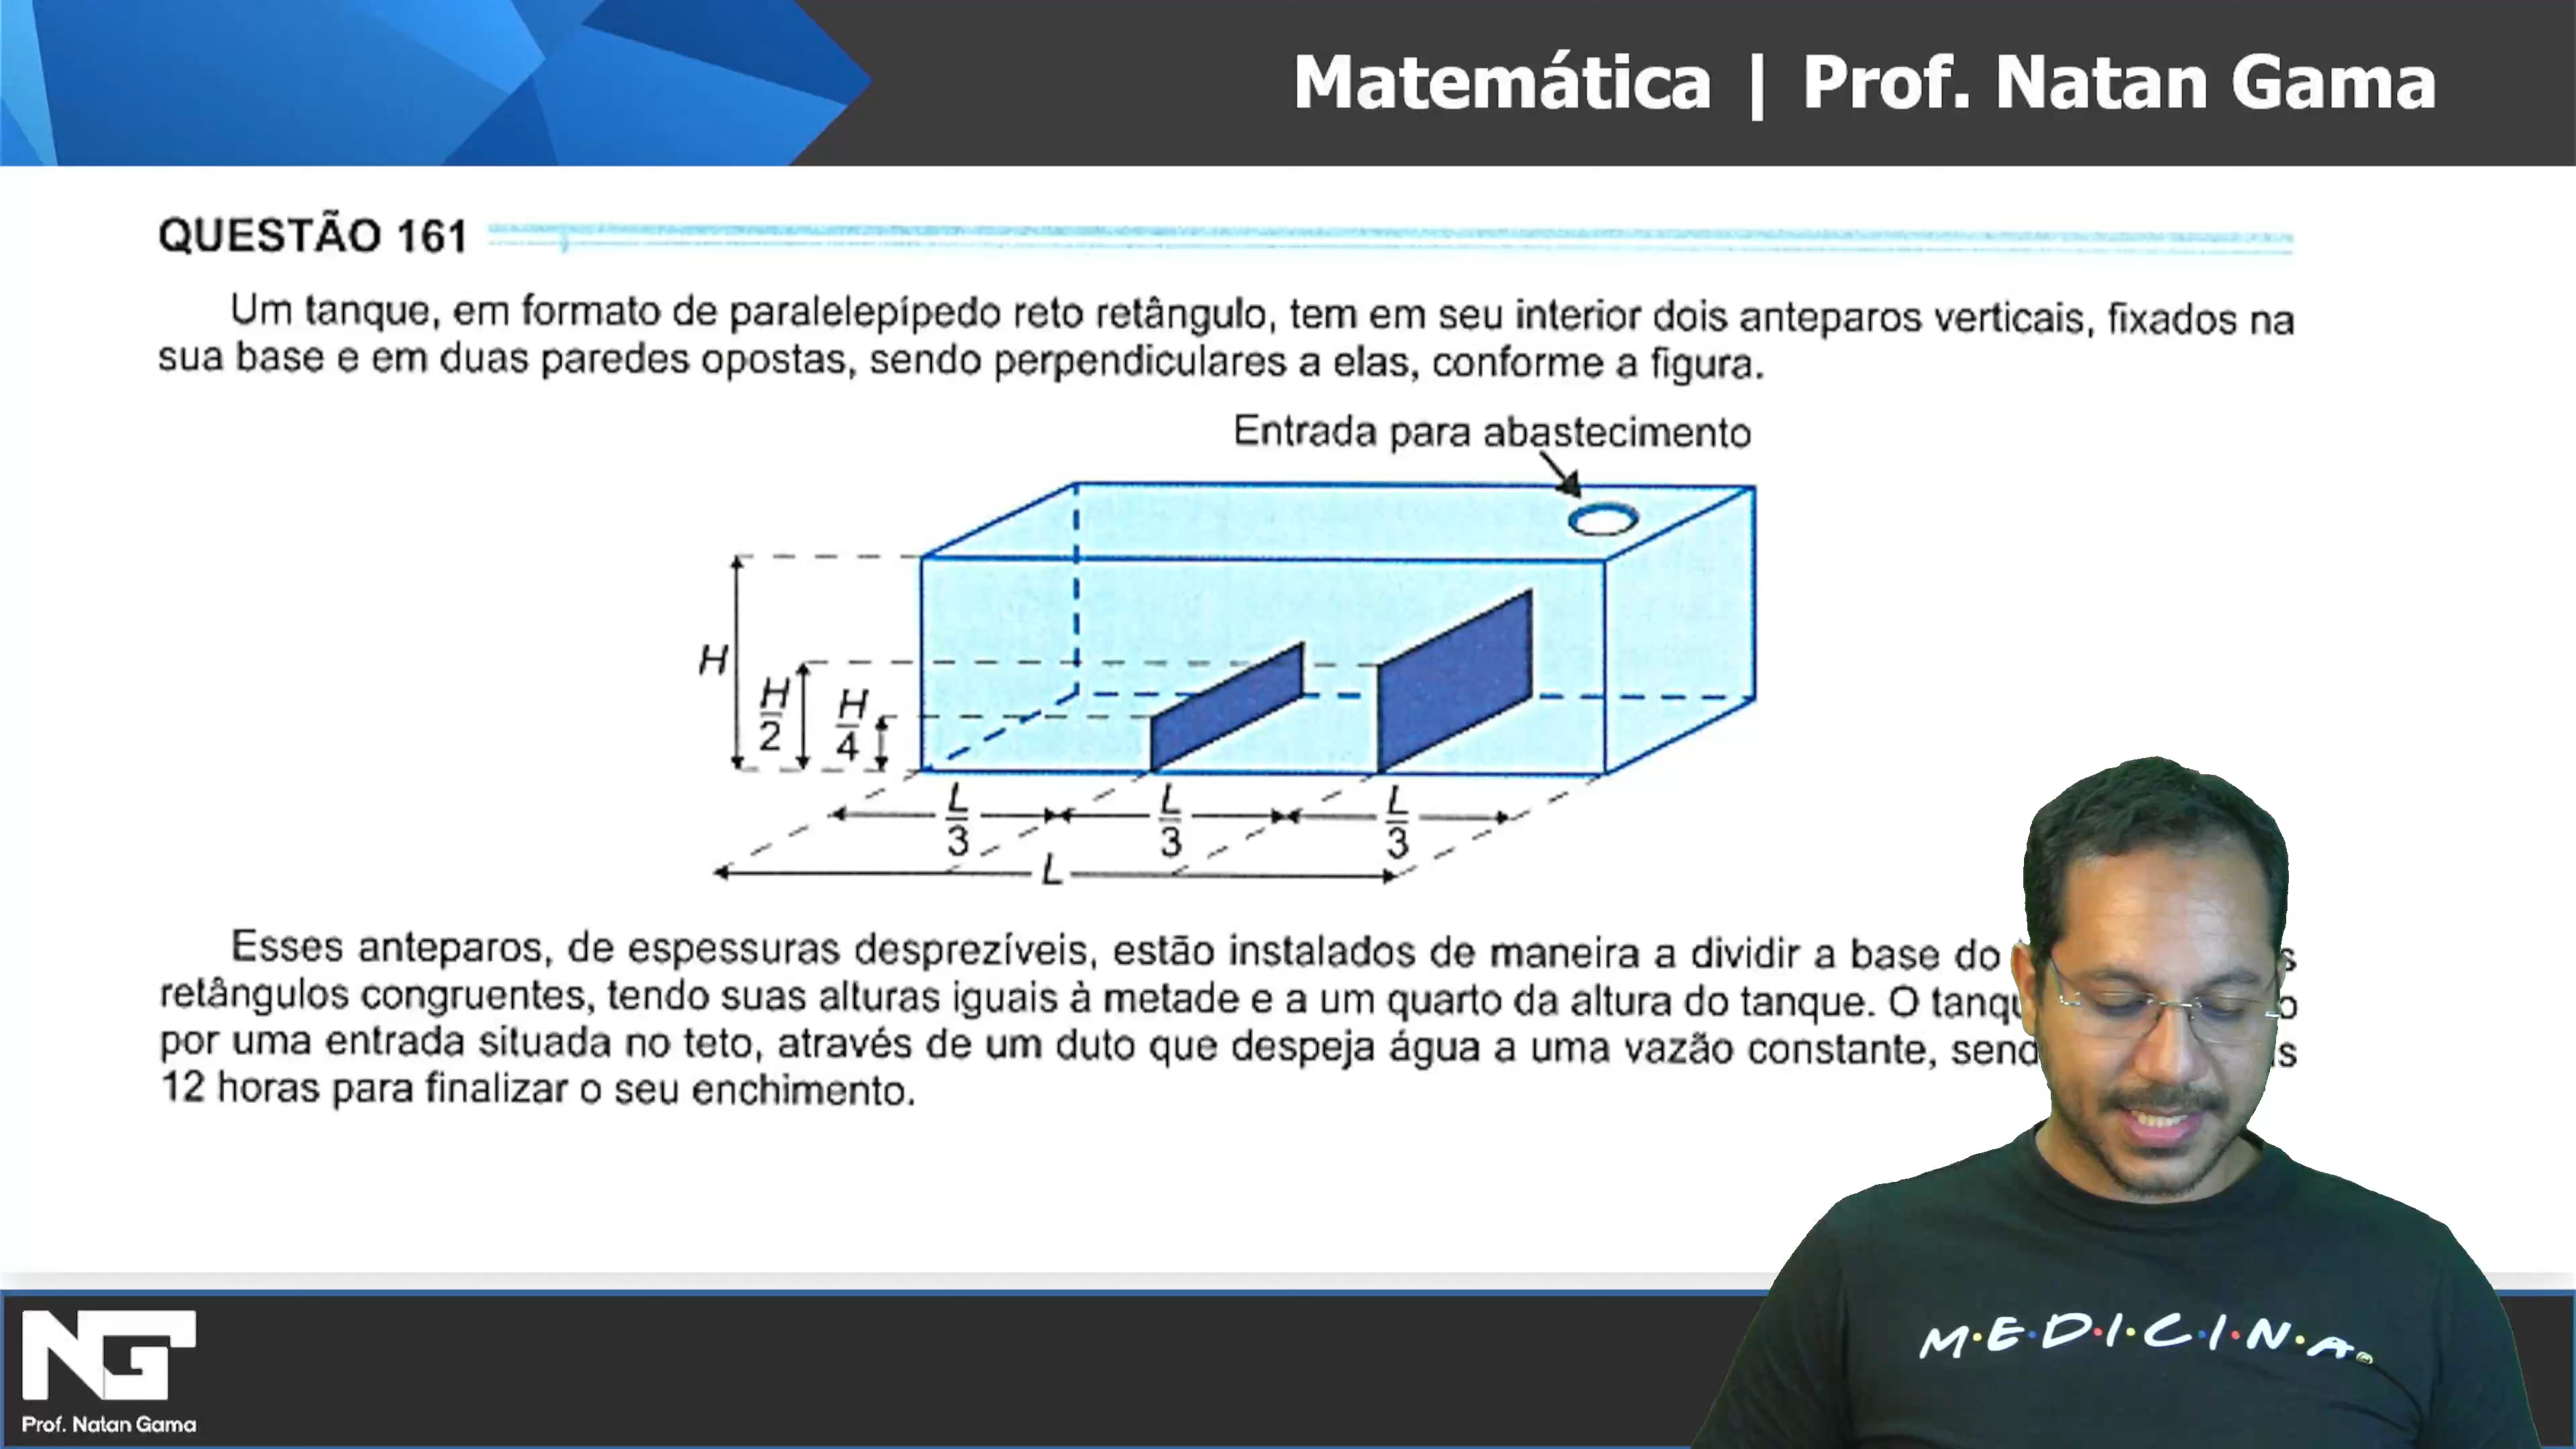 Matemática | Prof. Natan Gama
QUESTÃO 161
Um tanque, em formato de paralelepípedo reto retângulo, tem em seu interior dois anteparos verticais, fixados na
sua base e em duas paredes opostas, sendo perpendiculares a elas, conforme a figura.
Entrada para abastecimento
H
H
2
H
4
L
3
L
3
L
3
L
Esses anteparos, de espessuras desprezíveis, estão instalados de maneira a dividir a base do
retângulos congruentes, tendo suas alturas iguais à metade e a um quarto da altura do tanque. O
por uma entrada situada no teto, através de um duto que despeja água a uma vazão constante,
12 horas para finalizar o seu enchimento.
M·E·D·I·C·I·N·A.
NG
Prof. Natan Gama